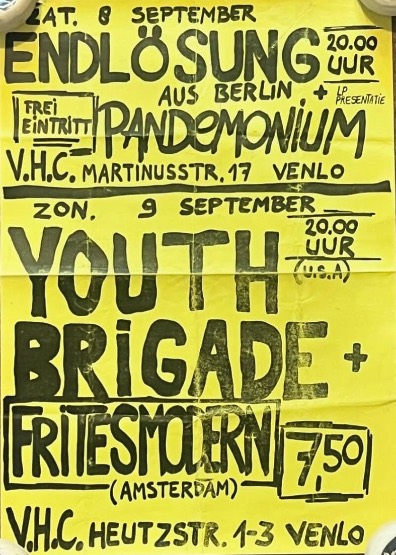 ZAT. 8 SEPTEMBER
ENDLÖSUNG 20.00 UUR
AUS BERLIN + LP PRESENTATIE
FREI EINTRITT PANDEMONIUM
V.H.C. MARTINUSSTR. 17 VENLO
ZON. 9 SEPTEMBER
20.00 UUR
YOUTH (U.S.A)
BRIGADE +
FRITESMODERN 7,50
(AMSTERDAM)
V.H.C. HEUTZSTR. 1-3 VENLO